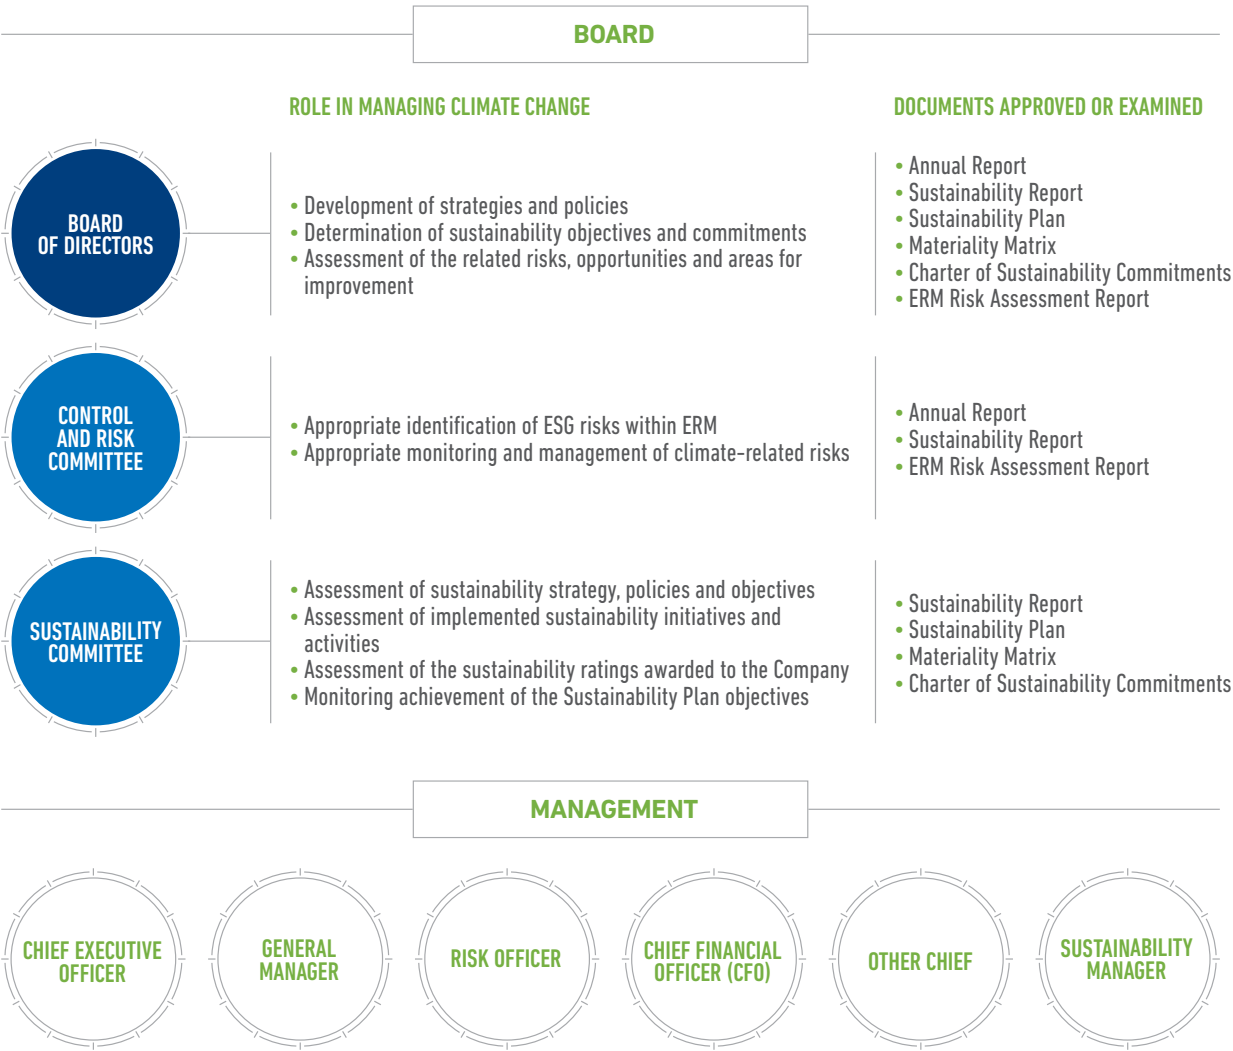 BOARD
ROLE IN MANAGING CLIMATE CHANGE
DOCUMENTS APPROVED OR EXAMINED
BOARD
OF DIRECTORS
• Development of strategies and policies
• Determination of sustainability objectives and commitments
• Assessment of the related risks, opportunities and areas for
improvement
• Annual Report
• Sustainability Report
• Sustainability Plan
• Materiality Matrix
• Charter of Sustainability Commitments
• ERM Risk Assessment Report
CONTROL
AND RISK
COMMITTEE
• Appropriate identification of ESG risks within ERM
• Appropriate monitoring and management of climate-related risks
• Annual Report
• Sustainability Report
• ERM Risk Assessment Report
SUSTAINABILITY
COMMITTEE
• Assessment of sustainability strategy, policies and objectives
• Assessment of implemented sustainability initiatives and
activities
• Assessment of the sustainability ratings awarded to the Company
• Monitoring achievement of the Sustainability Plan objectives
• Sustainability Report
• Sustainability Plan
• Materiality Matrix
• Charter of Sustainability Commitments
MANAGEMENT
CHIEF EXECUTIVE
OFFICER
GENERAL
MANAGER
RISK OFFICER
CHIEF FINANCIAL
OFFICER (CFO)
OTHER CHIEF
SUSTAINABILITY
MANAGER